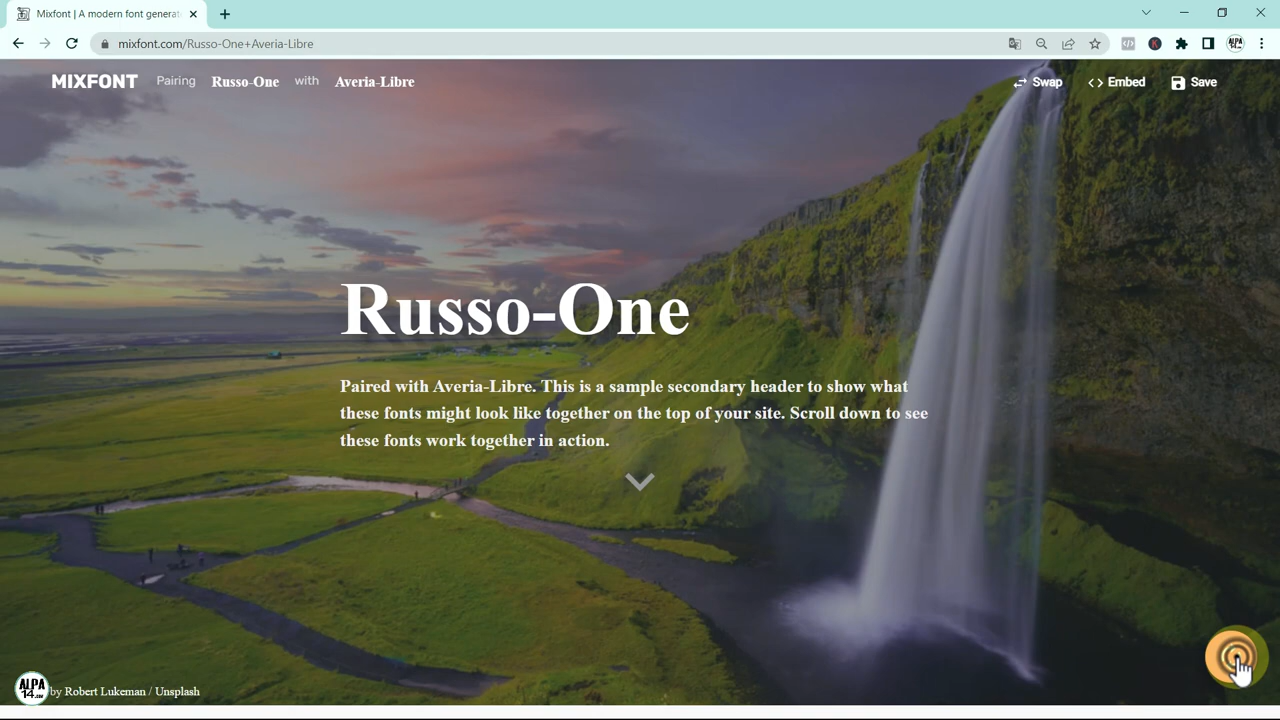 Mixfont | A modern font generat
mixfont.com/Russo-One+Averia-Libre
MIXFONT Pairing Russo-One with Averia-Libre Swap Embed Save
Russo-One
Paired with Averia-Libre. This is a sample secondary header to show what
these fonts might look like together on the top of your site. Scroll down to see
these fonts work together in action.
by Robert Lukeman / Unsplash
ALPA
14